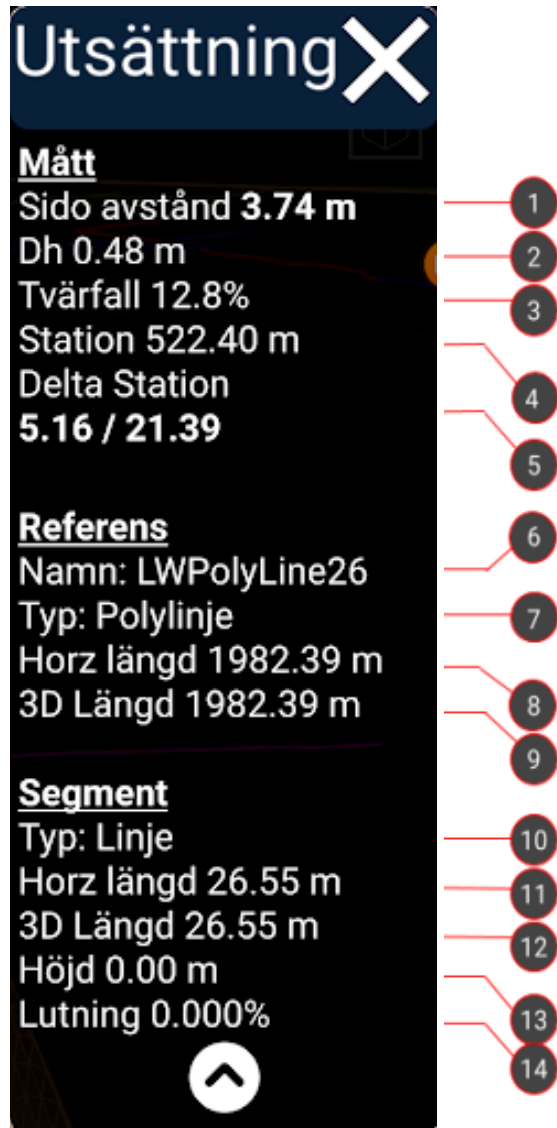 Utsättning
Mått
Sido avstånd 3.74 m
1
Dh 0.48 m
2
Tvärfall 12.8%
3
Station 522.40 m
4
Delta Station
5.16 / 21.39
5
Referens
6
Namn: LWPolyLine26
Typ: Polylinje
7
Horz längd 1982.39 m
8
3D Längd 1982.39 m
9
Segment
Typ: Linje
10
Horz längd 26.55 m
11
3D Längd 26.55 m
12
Höjd 0.00 m
13
Lutning 0.000%
14